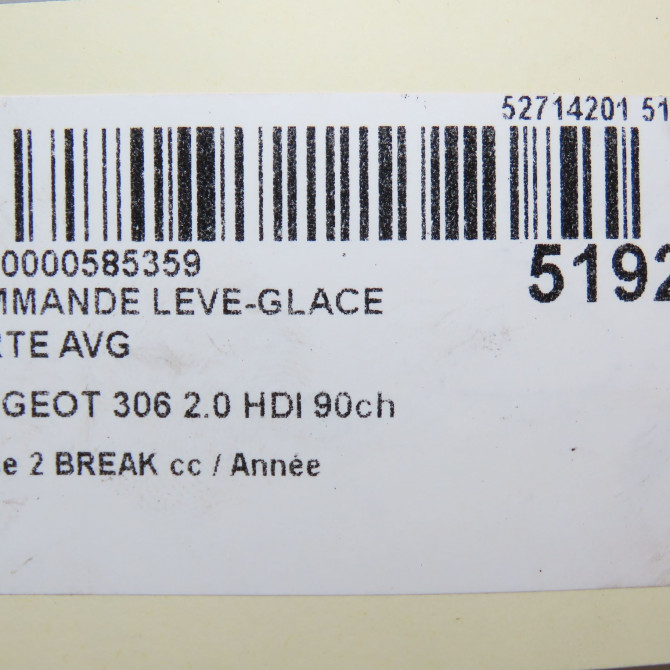 52714201 51
0000585359
5192
MMANDE LEVE-GLACE
RTE AVG
GEOT 306 2.0 HDI 90ch
e 2 BREAK cc / Année